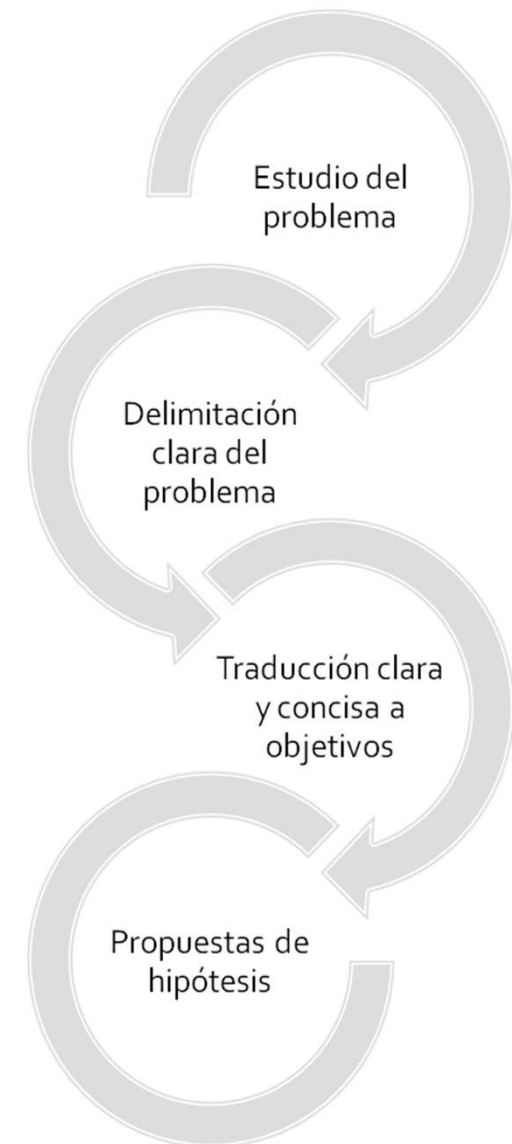 Estudio del
problema
Delimitación
clara del
problema
Traducción clara
y concisa a
objetivos
Propuestas de
hipótesis